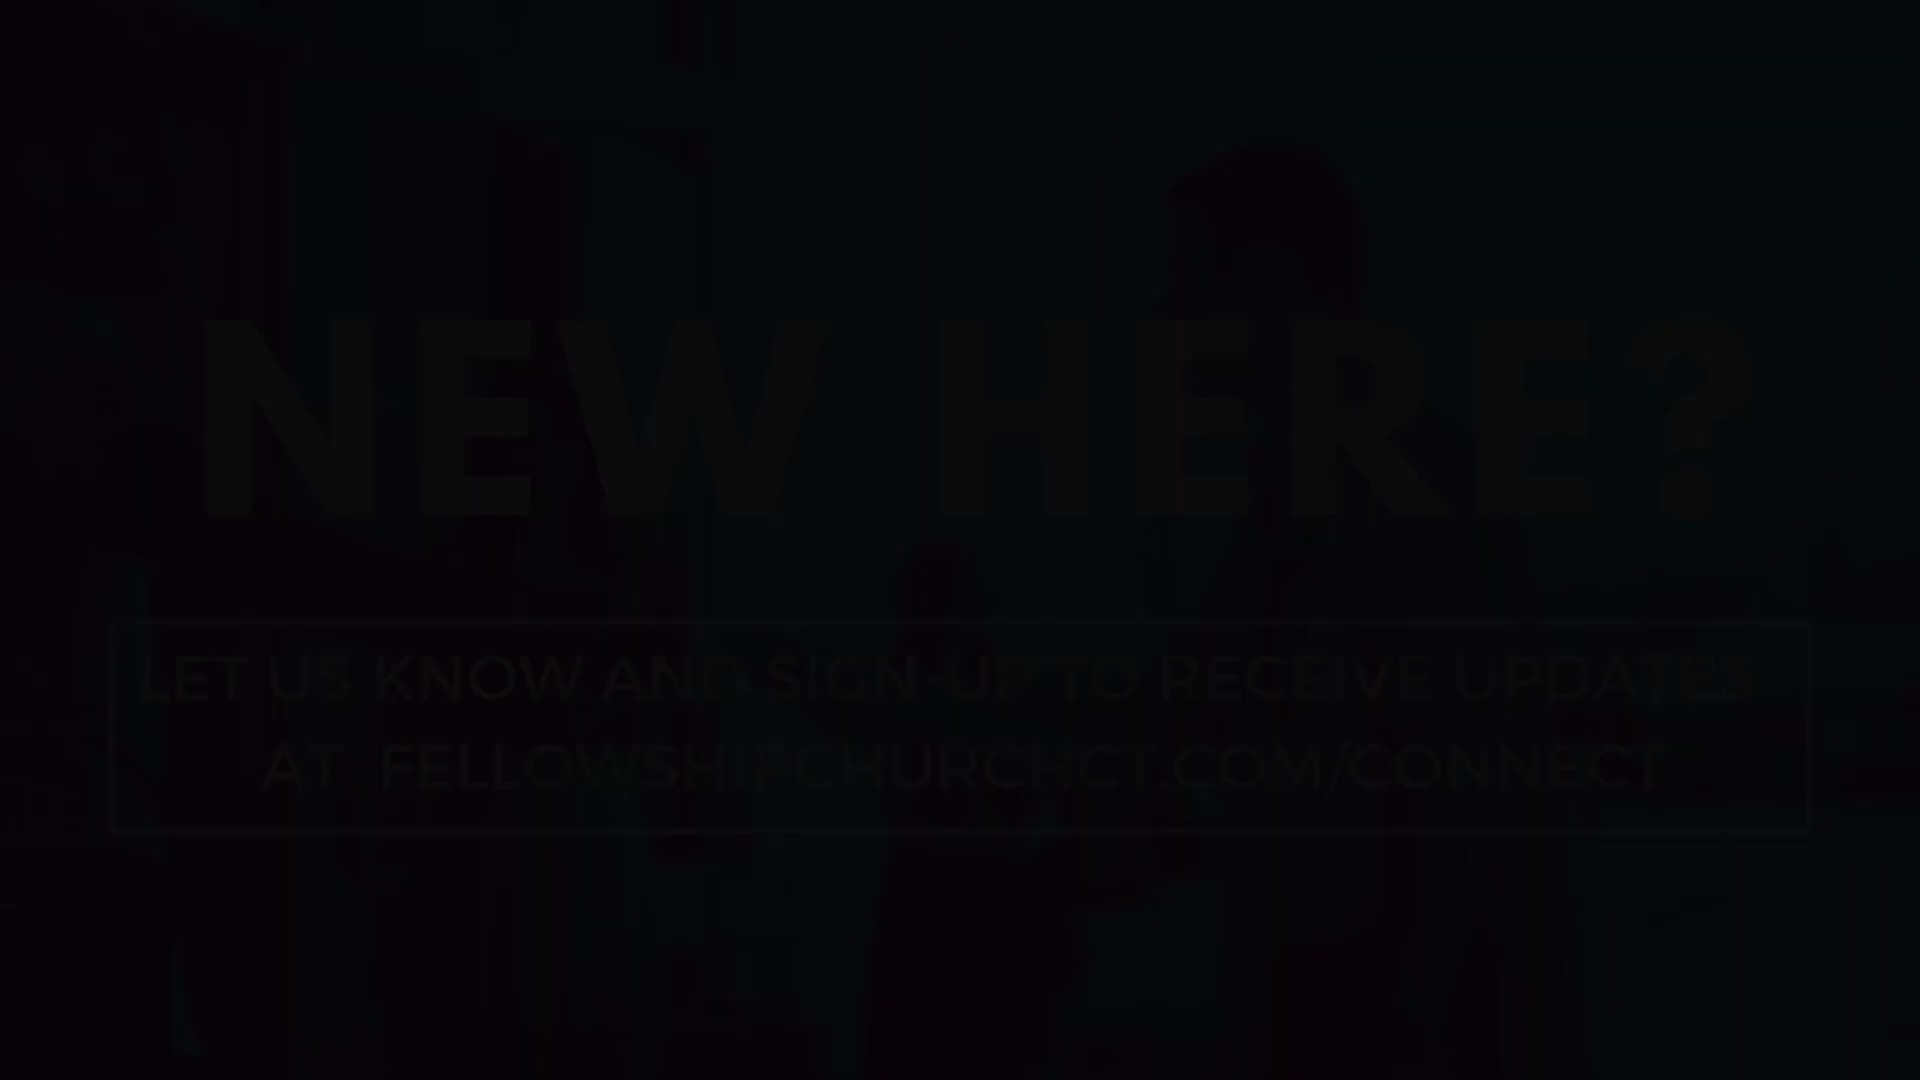 NEW HERE?
LET US KNOW AND SIGN-UP TO RECEIVE UPDATES
AT FELLOWSHIPCHURCHCT.COM/CONNECT